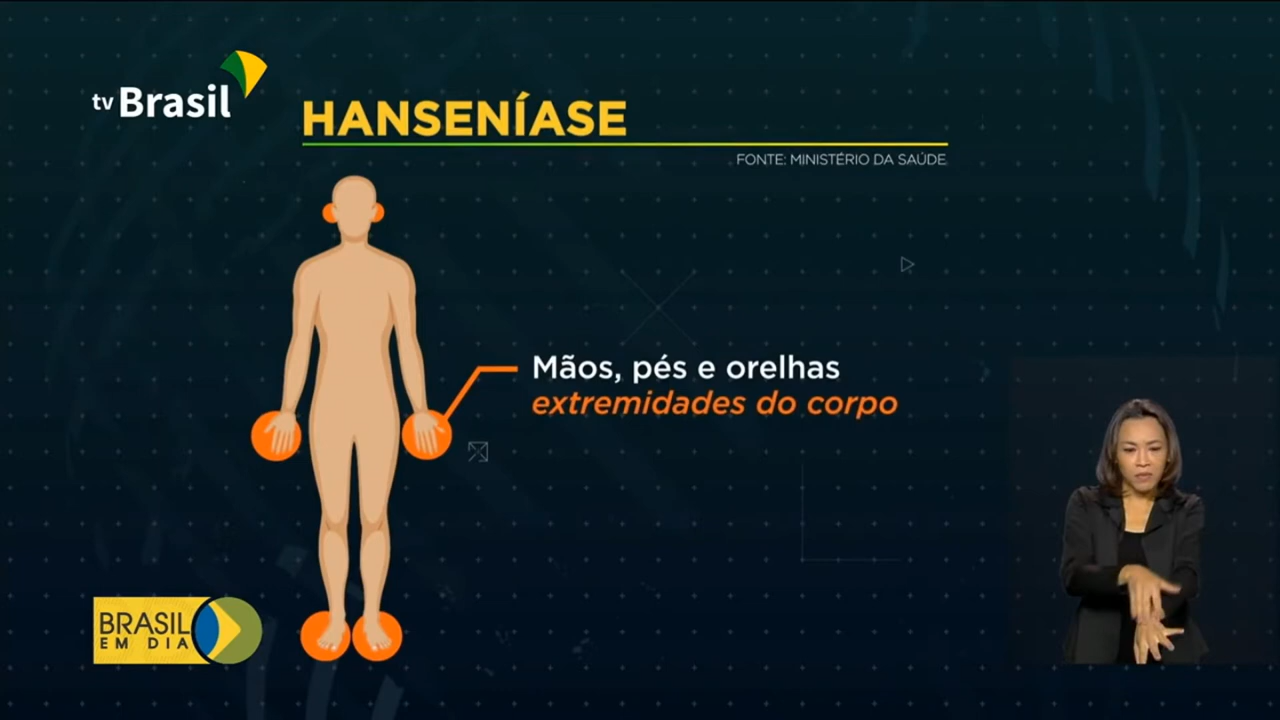 tv Brasil
HANSENÍASE
FONTE: MINISTÉRIO DA SAÚDE
Mãos, pés e orelhas
extremidades do corpo
BRASIL
EM DIA